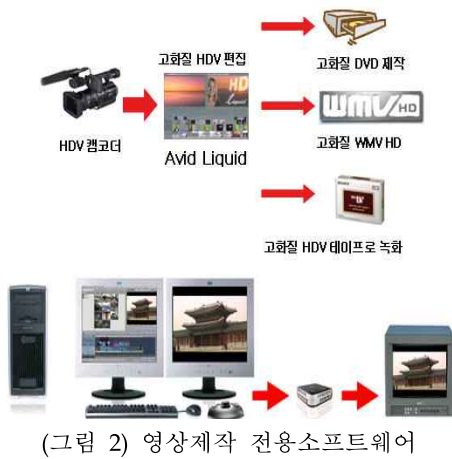 고화질 HDV 편집
HD
Liquid
Avid Liquid
HDV 캠코더
고화질 DVD 제작
WMV HD
고화질 WMV HD
고화질 HDV 테이프로 녹화
(그림 2) 영상제작 전용소프트웨어